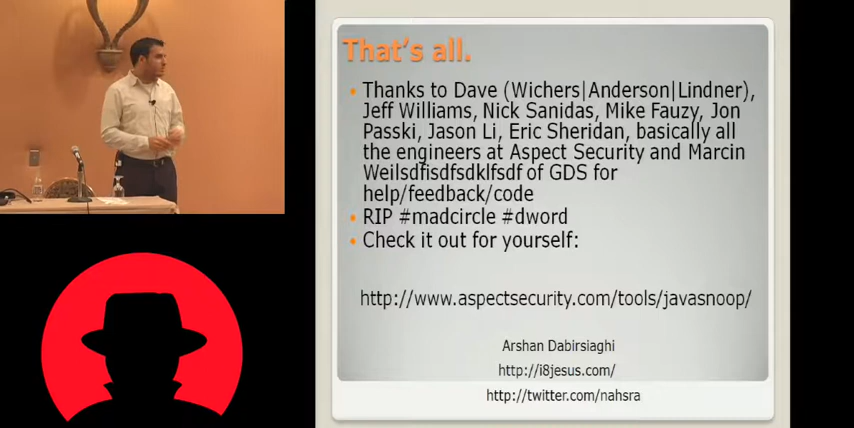 That's all.
Thanks to Dave (Wichers|Anderson|Lindner),
Jeff Williams, Nick Sanidas, Mike Fauzy, Jon
Passki, Jason Li, Eric Sheridan, basically all
the engineers at Aspect Security and Marcin
Weilsdfisdfsdklfsdf of GDS for
help/feedback/code
RIP #madcircle #dword
Check it out for yourself:
http://www.aspectsecurity.com/tools/javasnoop/
Arshan Dabirsiaghi
http://i8jesus.com/
http://twitter.com/nahsra